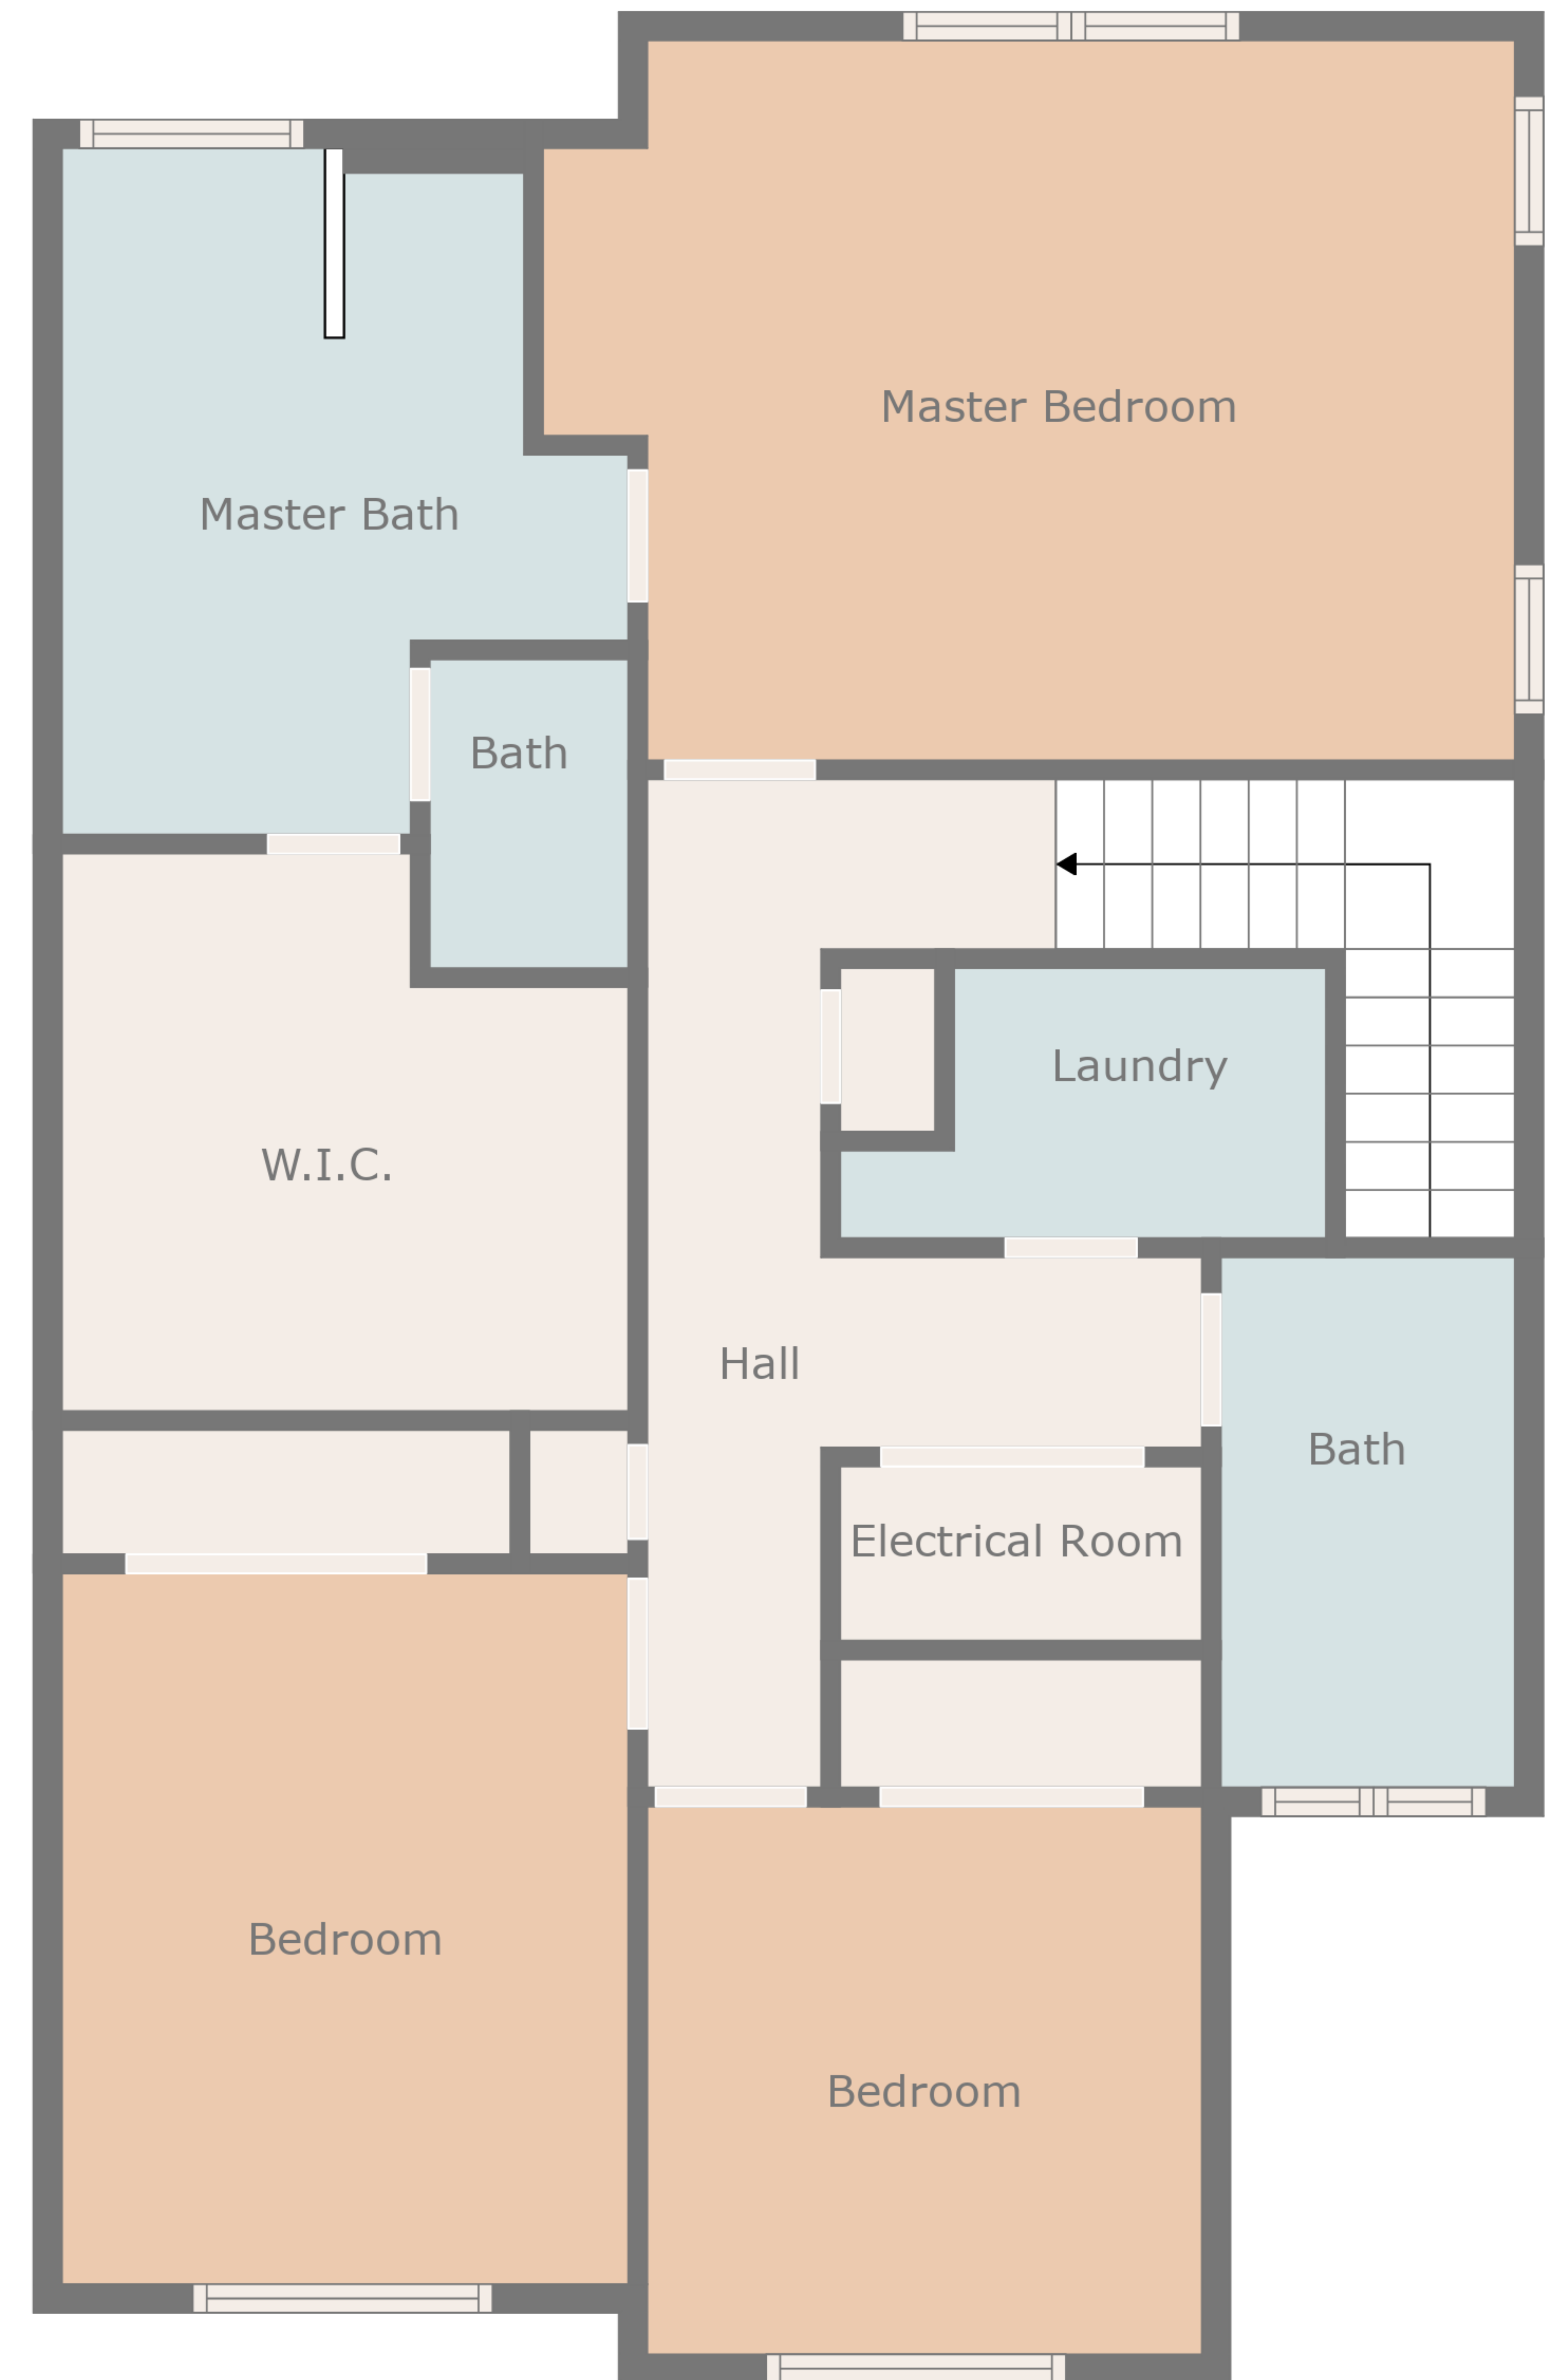 Master Bedroom
Master Bath
Bath
Laundry
W.I.C.
Hall
Bath
Electrical Room
Bedroom
Bedroom